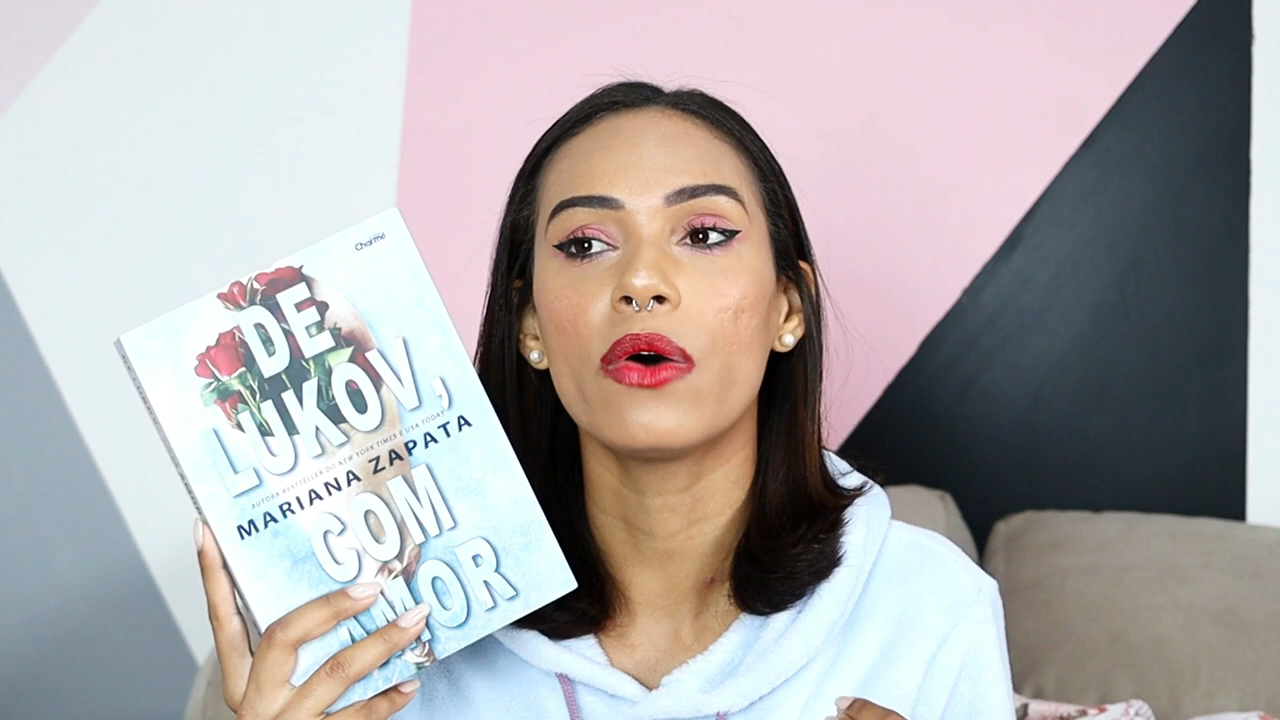 Charme
DE
LUKOV,
AUTORA BESTSELLER DO NEW YORK TIMES E USA TODAY
MARIANA ZAPATA
COM
AMOR